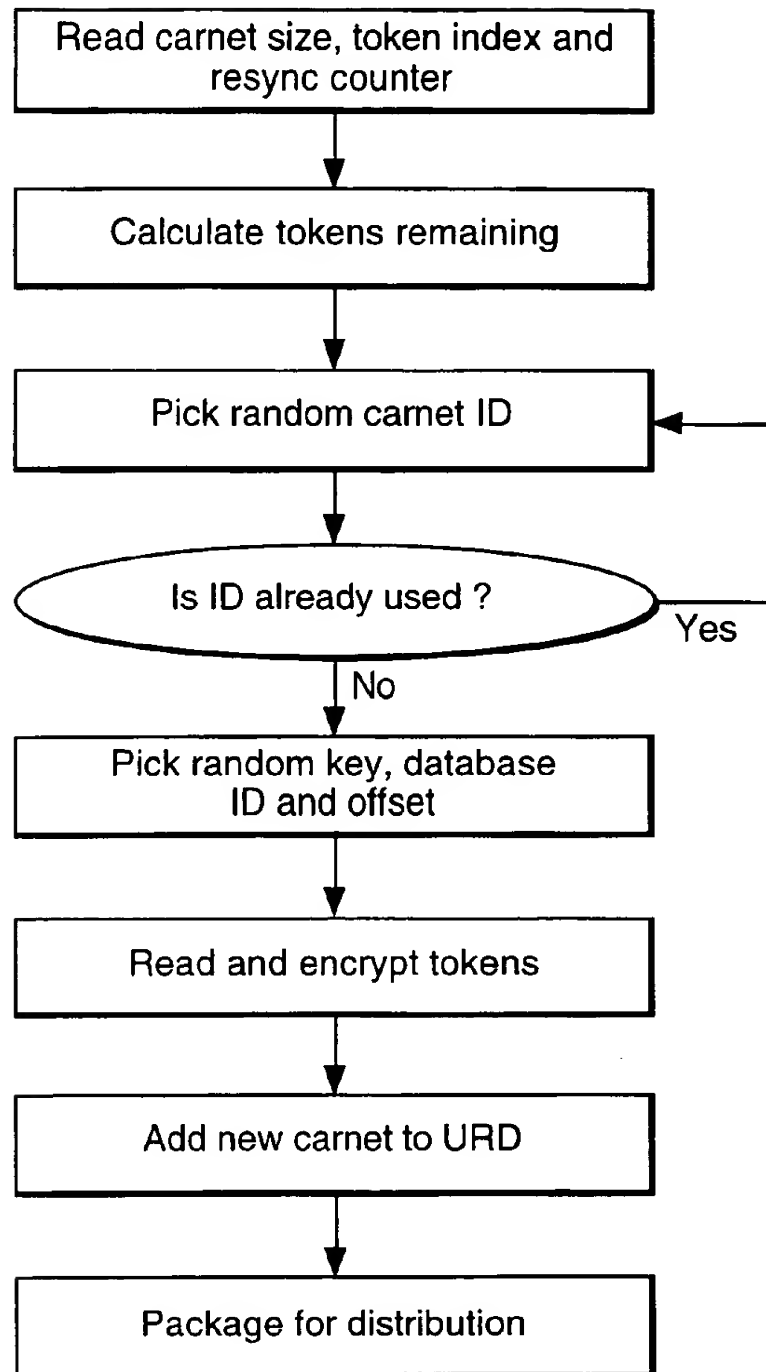 Read carnet size, token index and
resync counter
Calculate tokens remaining
Pick random carnet ID
Is ID already used ?
Yes
No
Pick random key, database
ID and offset
Read and encrypt tokens
Add new carnet to URD
Package for distribution